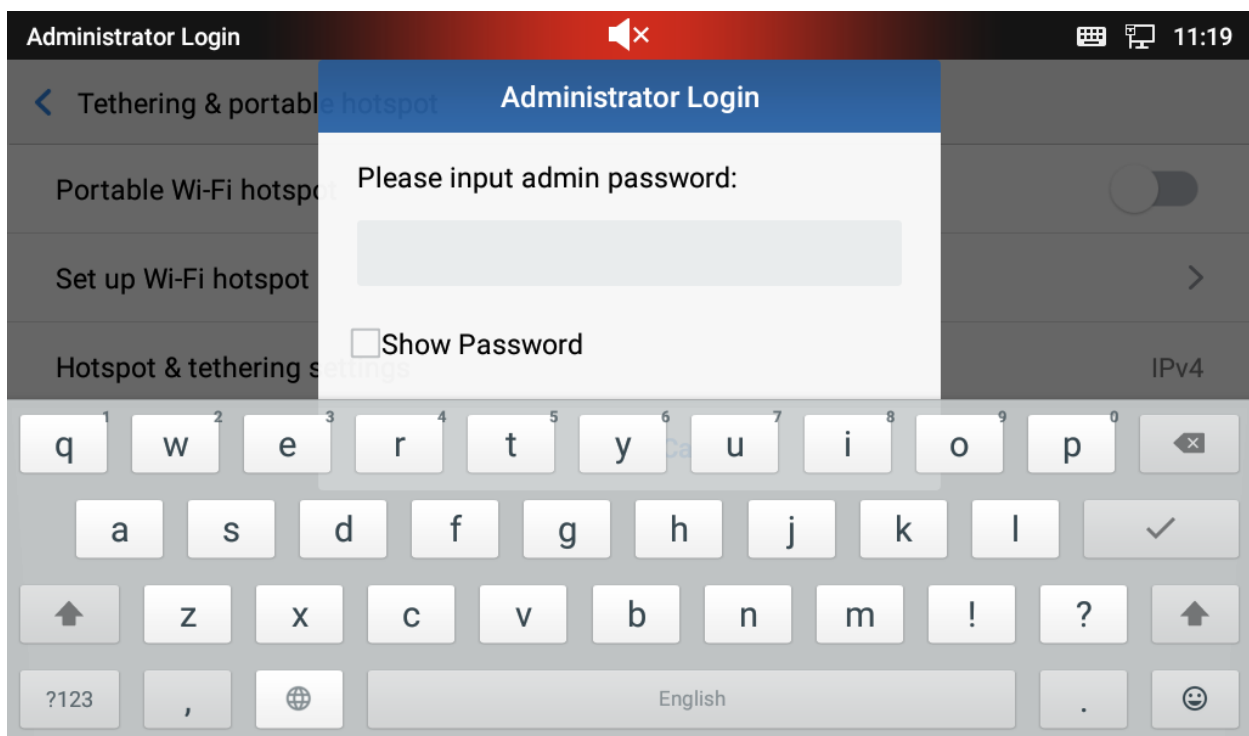 Administrator Login 11:19
Tethering & portable hotspot
Administrator Login
Portable Wi-Fi hotspot
Please input admin password:
Set up Wi-Fi hotspot
Show Password
Hotspot & tethering settings IPv4
1 2 3 4 5 6 7 8 9 0
q w e r t y u i o p
Ca
a s d f g h j k l
z x c v b n m ! ?
?123 , English .